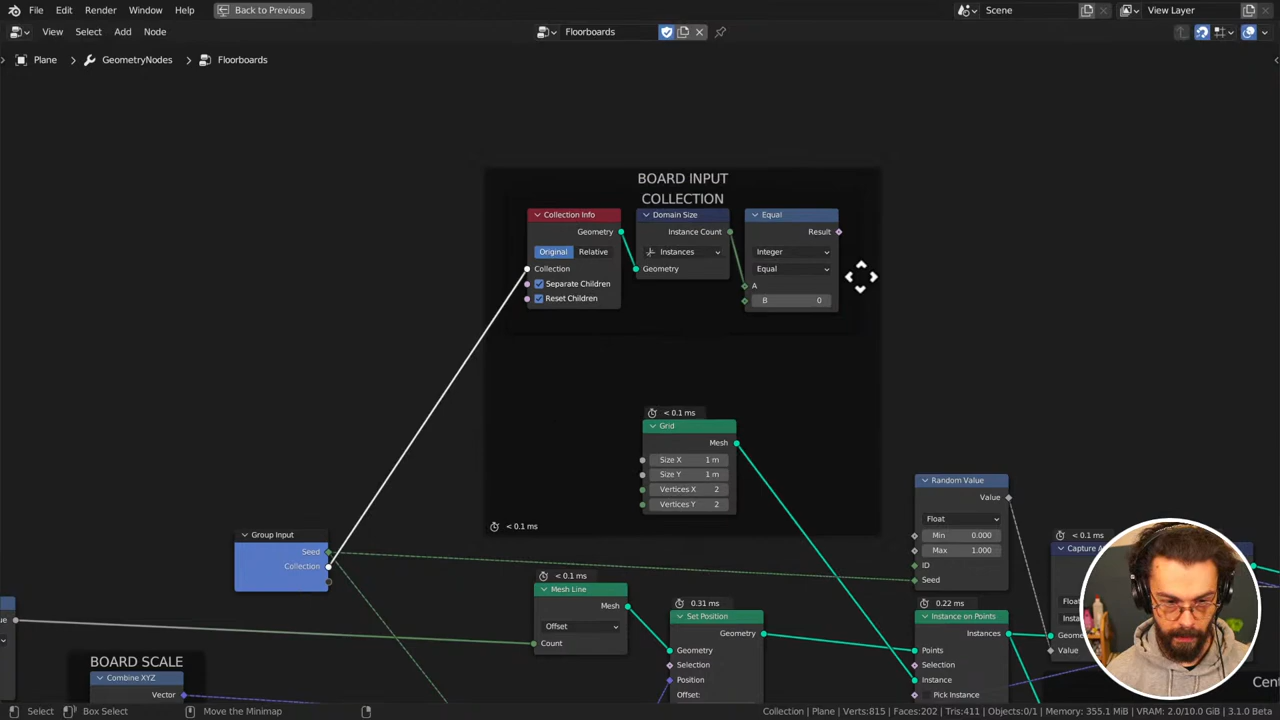 File Edit Render Window Help Back to Previous Scene View Layer
View Select Add Node Floorboards
Plane GeometryNodes Floorboards
BOARD INPUT
COLLECTION
Collection Info
Geometry
Original Relative
Collection
Separate Children
Reset Children
Domain Size
Instance Count
Instances
Geometry
Equal
Result
Integer
Equal
A
B 0
< 0.1 ms
Grid
Mesh
Size X 1 m
Size Y 1 m
Vertices X 2
Vertices Y 2
< 0.1 ms
Group Input
Seed
Collection
Random Value
Value
Float
Min 0.000
Max 1.000
ID
Seed
< 0.1 ms
Mesh Line
Mesh
Offset
Count
0.31 ms
Set Position
Geometry
Geometry
Selection
Position
Offset:
0.22 ms
Instance on Points
Instances
Points
Selection
Instance
Pick Instance
< 0.1 ms
Value
BOARD SCALE
Combine XYZ
Vector
Select Box Select Move the Minimap Collection | Plane | Verts:815 | Faces:202 | Tris:411 | Objects:0/1 | Memory: 355.1 MiB | VRAM: 2.0/10.0 GiB | 3.1.0 Beta